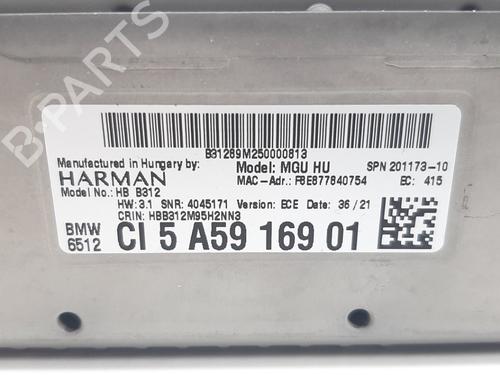 B-PARTS
B31289M250000813
Manufactured in Hungary by: Model: MGU HU SPN 201173-10
HARMAN MAC-Adr.: F8E877840754 EC: 415
Model No.: HB B312
HW: 3.1 SNR: 4045171 Version: ECE Date: 36/21
CRIN: HBB312M95H2NN3
BMW
6512 CI 5 A59 169 01